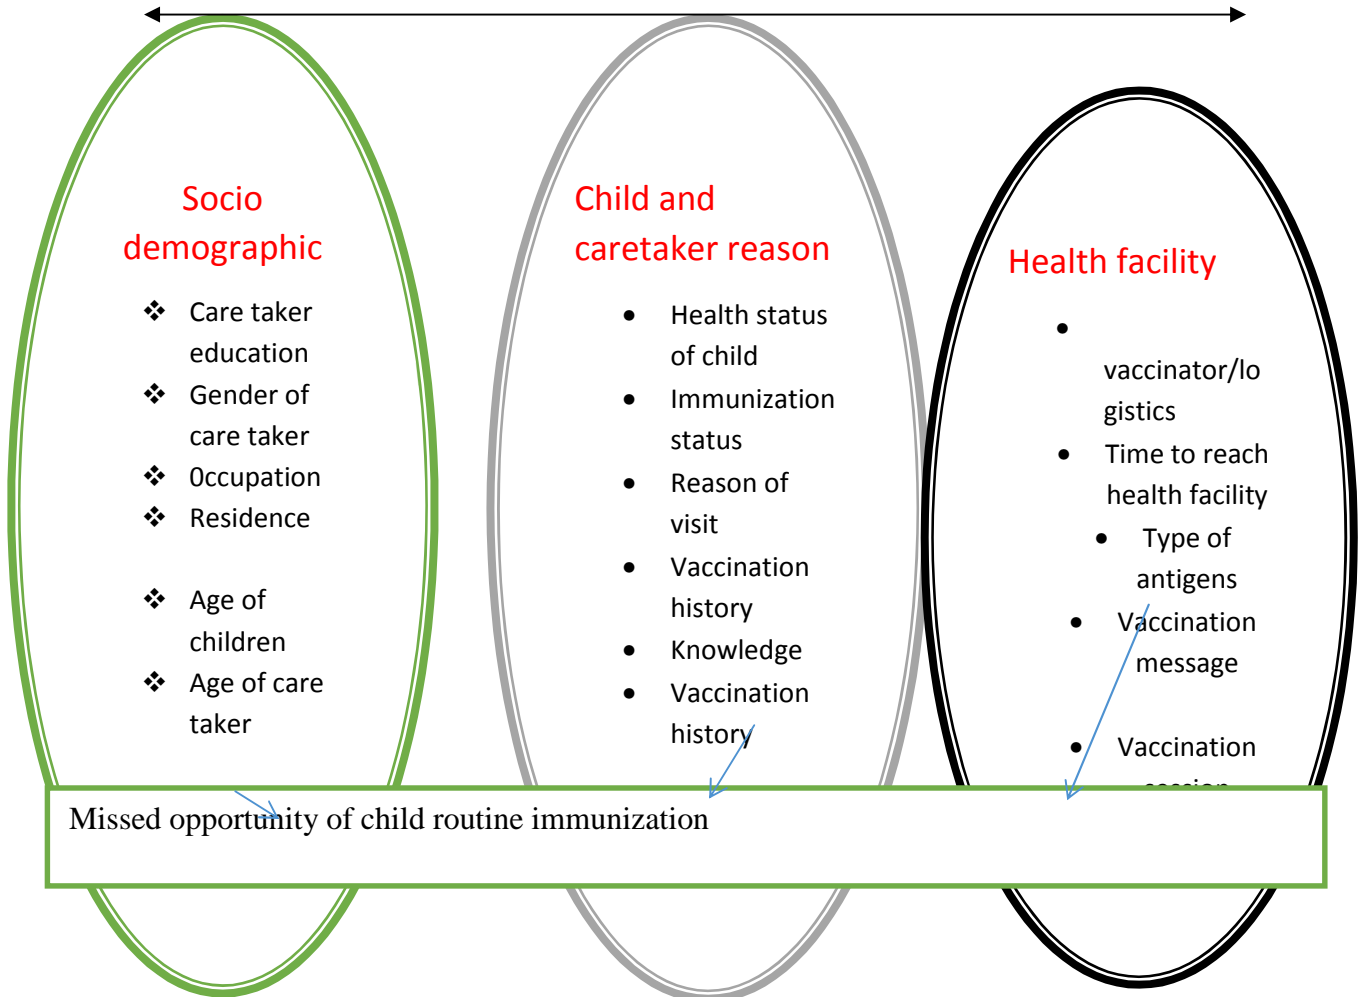 Socio
demographic
❖ Care taker
education
❖ Gender of
care taker
❖ 0ccupation
❖ Residence
❖ Age of
children
❖ Age of care
taker
Child and
caretaker reason
• Health status
of child
• Immunization
status
• Reason of
visit
• Vaccination
history
• Knowledge
• Vaccination
history
Health facility
•
vaccinator/lo
gistics
• Time to reach
health facility
• Type of
antigens
• Vaccination
message
• Vaccination
session
Missed opportunity of child routine immunization